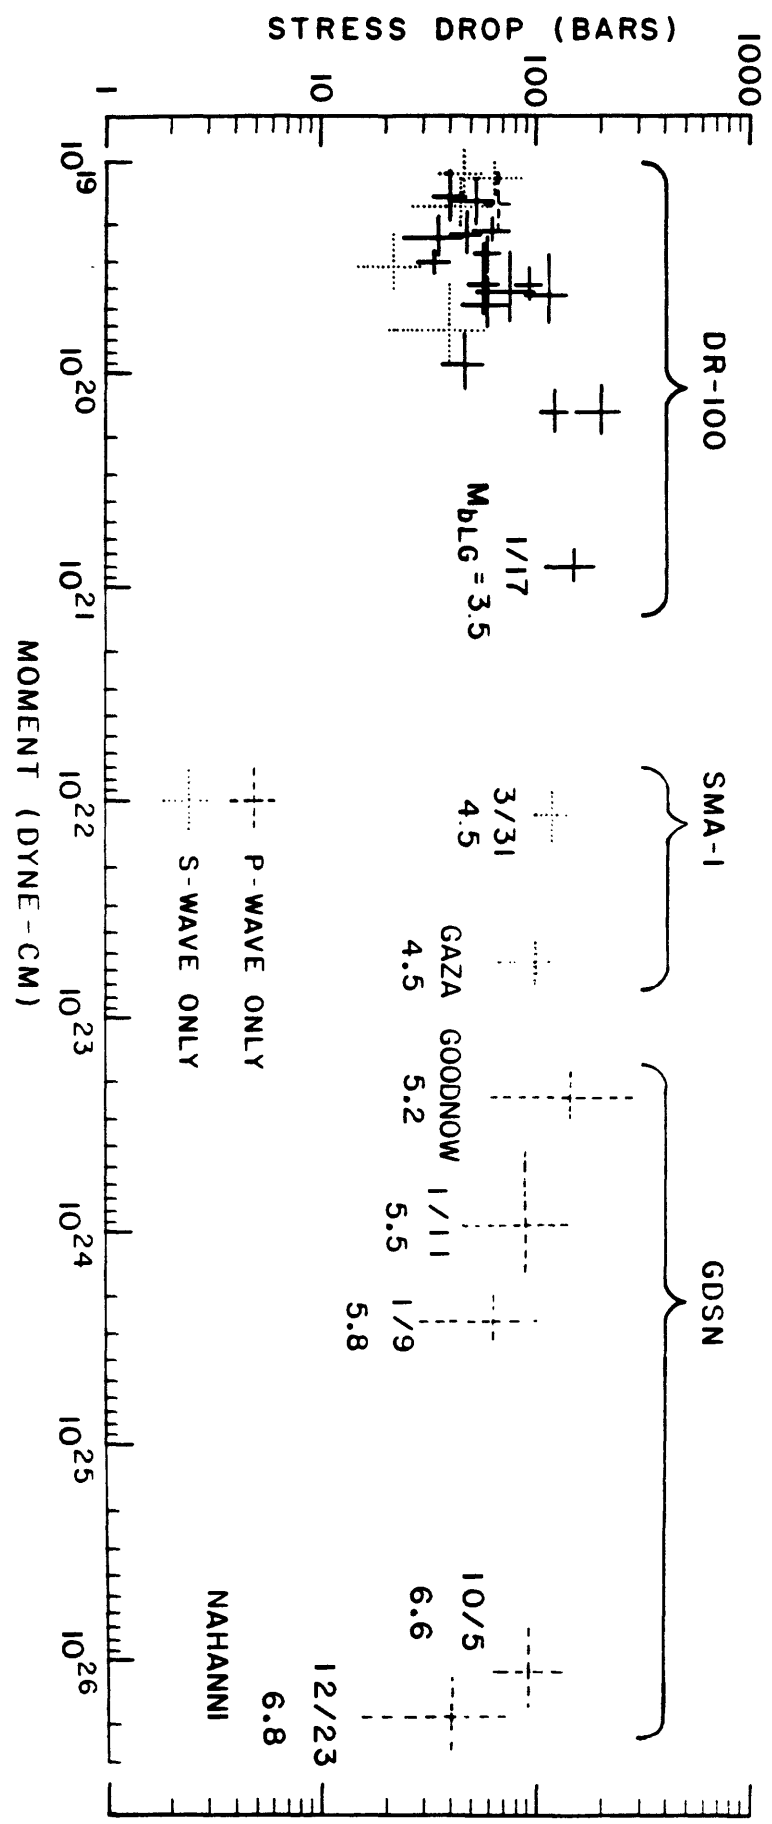 STRESS DROP (BARS)
1000
100
10
1
DR-100
SMA-1
GDSN
1/17
MbLG = 3.5
3/31
4.5
GAZA
4.5
GOODNOW
5.2
1/11
5.5
1/9
5.8
10/5
6.6
12/23
6.8
NAHANNI
P-WAVE ONLY
S-WAVE ONLY
10^19
10^20
10^21
10^22
10^23
10^24
10^25
10^26
MOMENT (DYNE-CM)